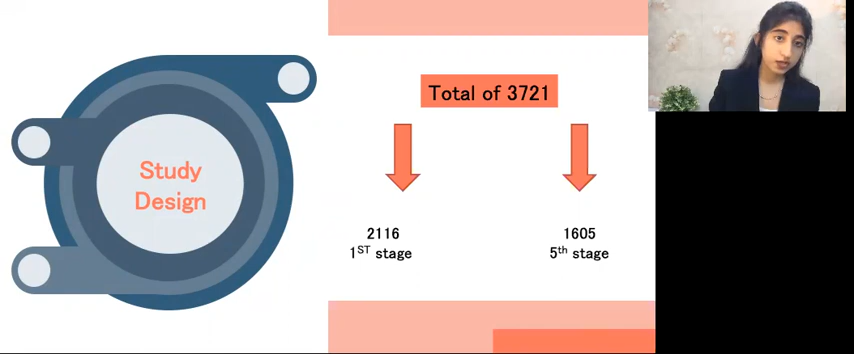 Study
Design
Total of 3721
2116
1ST stage
1605
5th stage